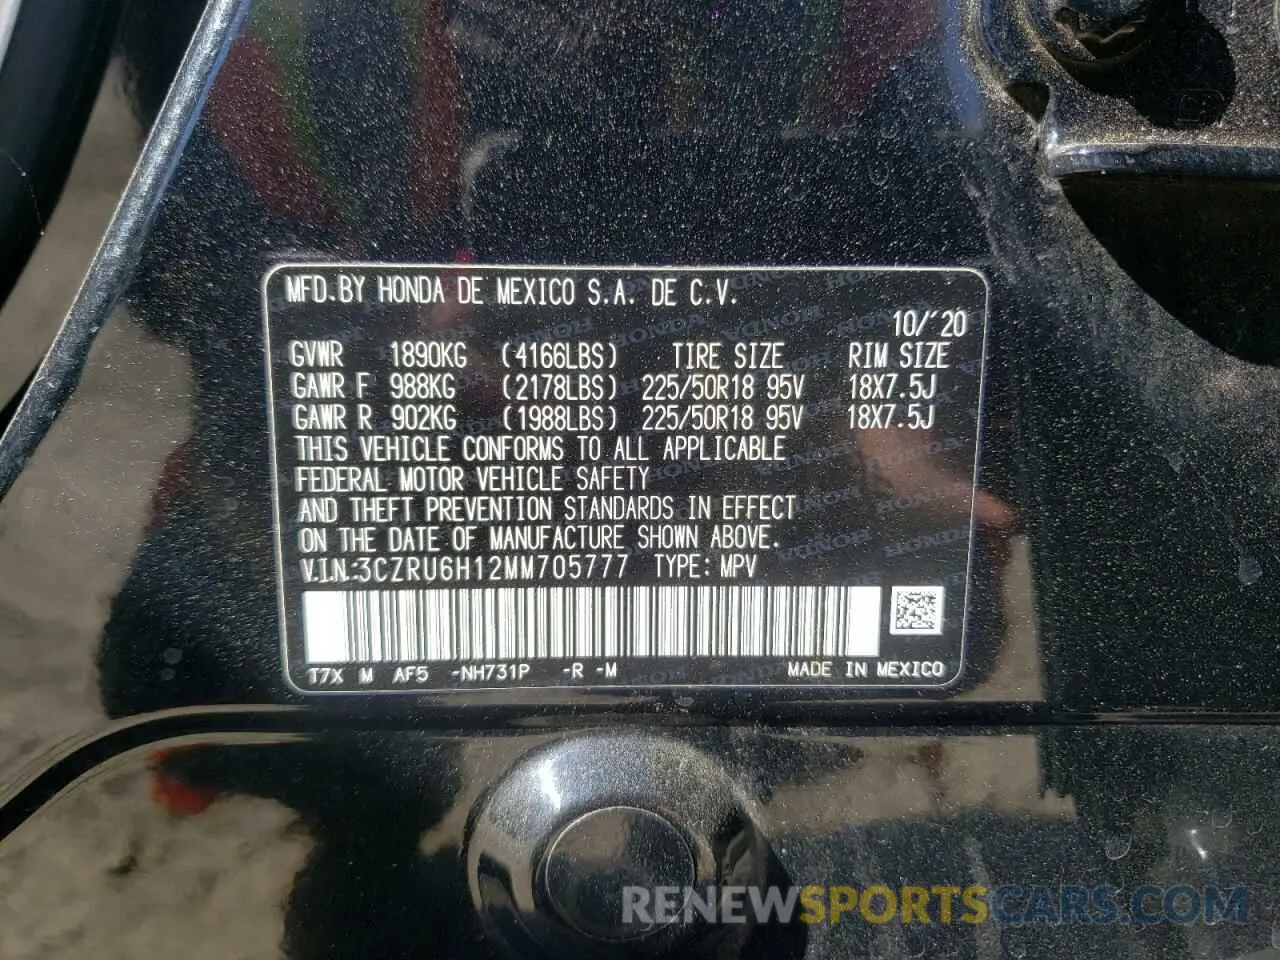 MFD.BY HONDA DE MEXICO S.A. DE C.V.
10/'20
GVWR 1890KG (4166LBS) TIRE SIZE RIM SIZE
GAWR F 988KG (2178LBS) 225/50R18 95V 18X7.5J
GAWR R 902KG (1988LBS) 225/50R18 95V 18X7.5J
THIS VEHICLE CONFORMS TO ALL APPLICABLE
FEDERAL MOTOR VEHICLE SAFETY
AND THEFT PREVENTION STANDARDS IN EFFECT
ON THE DATE OF MANUFACTURE SHOWN ABOVE.
V.I.N:3CZRU6H12MM705777 TYPE: MPV
T7X M AF5 -NH731P -R -M MADE IN MEXICO
RENEWSPORTSCARS.COM